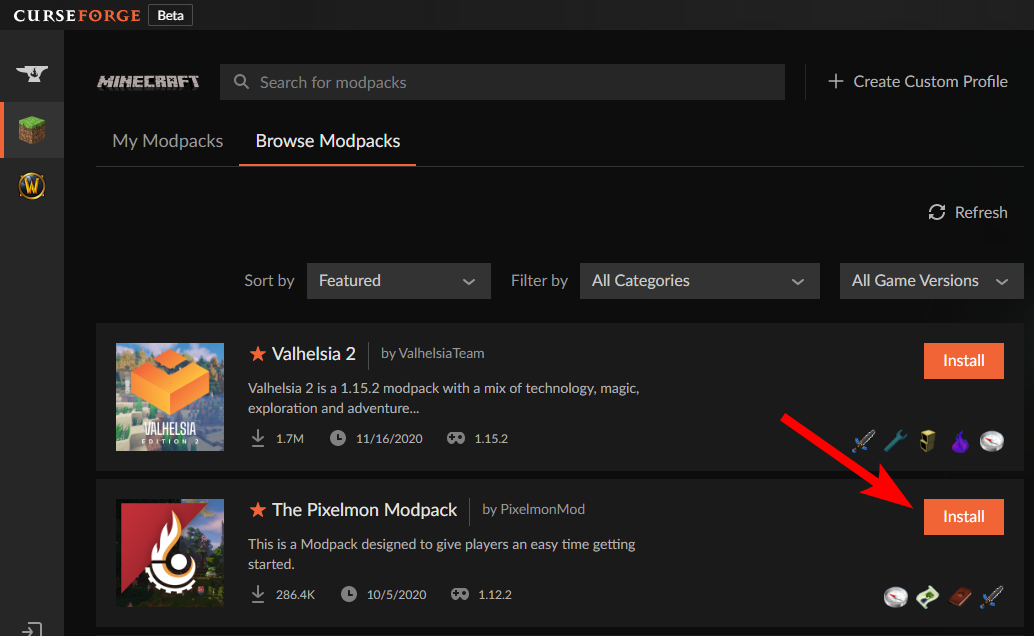 CURSEFORGE Beta
MINECRAFT
Search for modpacks
Create Custom Profile
My Modpacks
Browse Modpacks
Refresh
Sort by
Featured
Filter by
All Categories
All Game Versions
VALHELSIA
EDITION 2
Valhelsia 2
by ValhelsiaTeam
Install
Valhelsia 2 is a 1.15.2 modpack with a mix of technology, magic,
exploration and adventure...
1.7M
11/16/2020
1.15.2
The Pixelmon Modpack
by PixelmonMod
Install
This is a Modpack designed to give players an easy time getting
started.
286.4K
10/5/2020
1.12.2
W